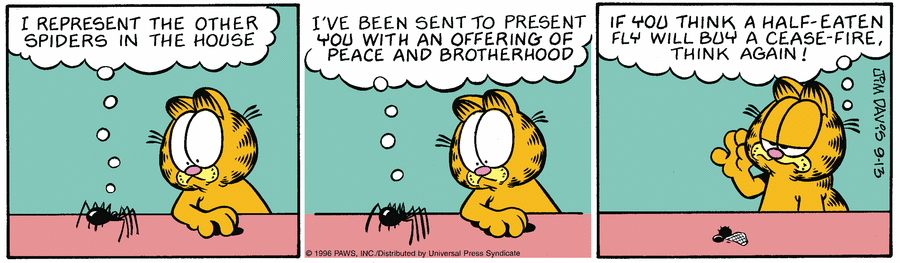 I REPRESENT THE OTHER
SPIDERS IN THE HOUSE
I'VE BEEN SENT TO PRESENT
YOU WITH AN OFFERING OF
PEACE AND BROTHERHOOD
© 1996 PAWS, INC./Distributed by Universal Press Syndicate
IF YOU THINK A HALF-EATEN
FLY WILL BUY A CEASE-FIRE,
THINK AGAIN!
JIM DAVIS 9-13